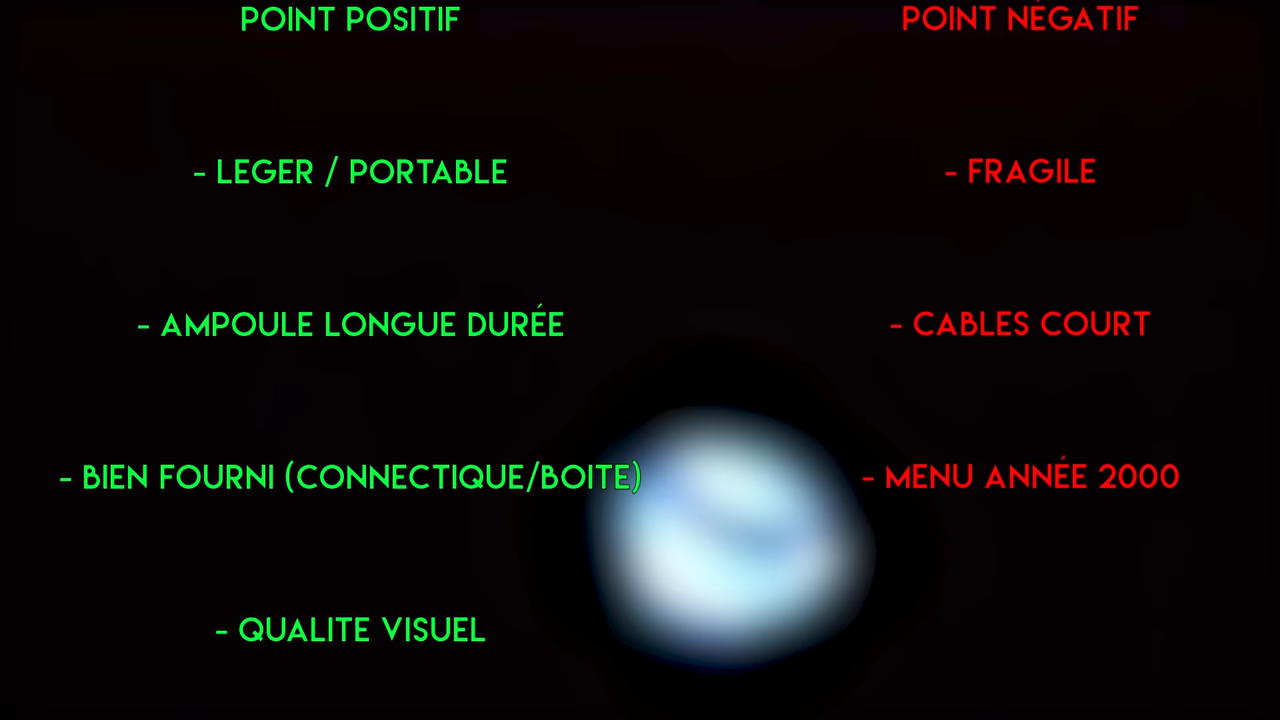 POINT POSITIF
- LEGER / PORTABLE
- AMPOULE LONGUE DURÉE
- BIEN FOURNI (CONNECTIQUE/BOITE)
- QUALITE VISUEL
POINT NÉGATIF
- FRAGILE
- CABLES COURT
- MENU ANNÉE 2000